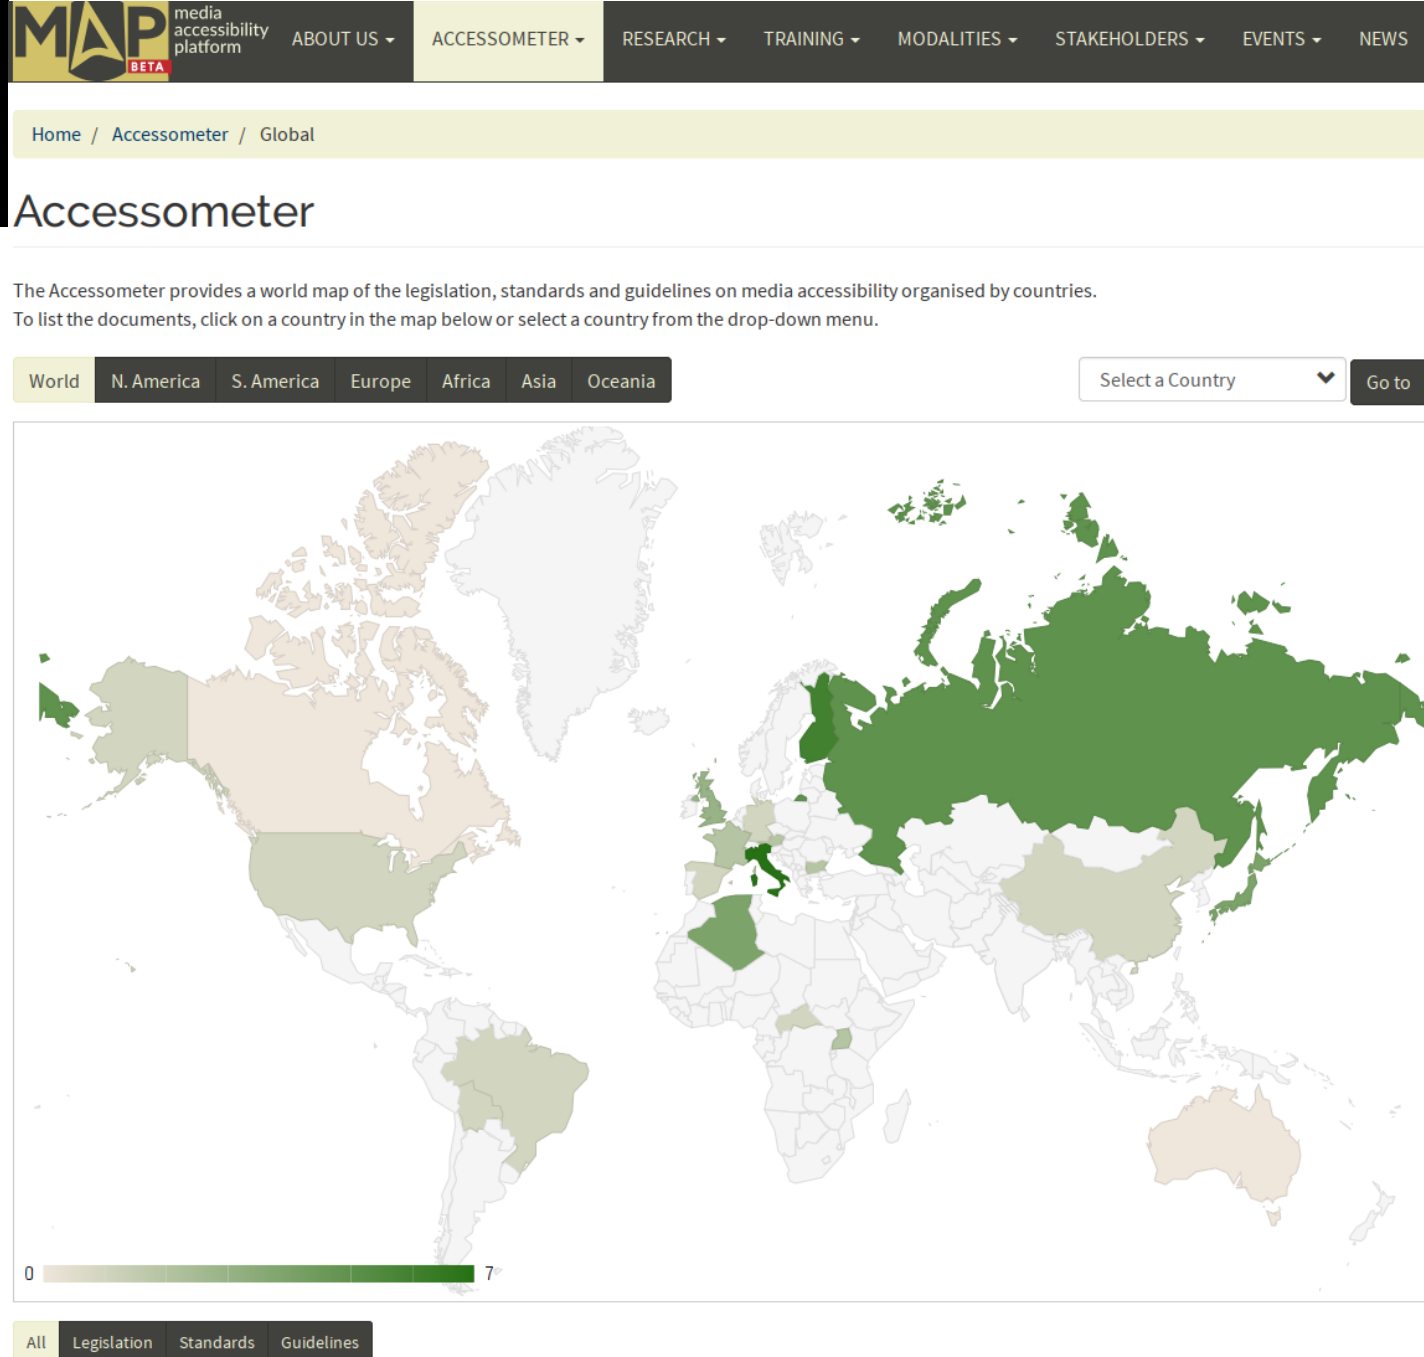 MAP
BETA
media
accessibility
platform
ABOUT US ACCESSOMETER RESEARCH TRAINING MODALITIES STAKEHOLDERS EVENTS NEWS
Home / Accessometer / Global
Accessometer
The Accessometer provides a world map of the legislation, standards and guidelines on media accessibility organised by countries.
To list the documents, click on a country in the map below or select a country from the drop-down menu.
World N. America S. America Europe Africa Asia Oceania Select a Country Go to
0 7
All Legislation Standards Guidelines